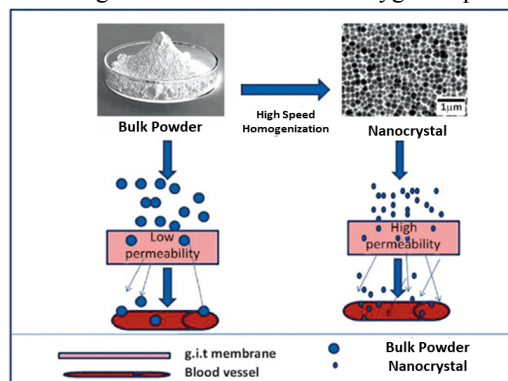 Bulk Powder
High Speed
Homogenization
1µm
Nanocrystal
Low
permeability
High
permeability
g.i.t membrane
Blood vessel
Bulk Powder
Nanocrystal